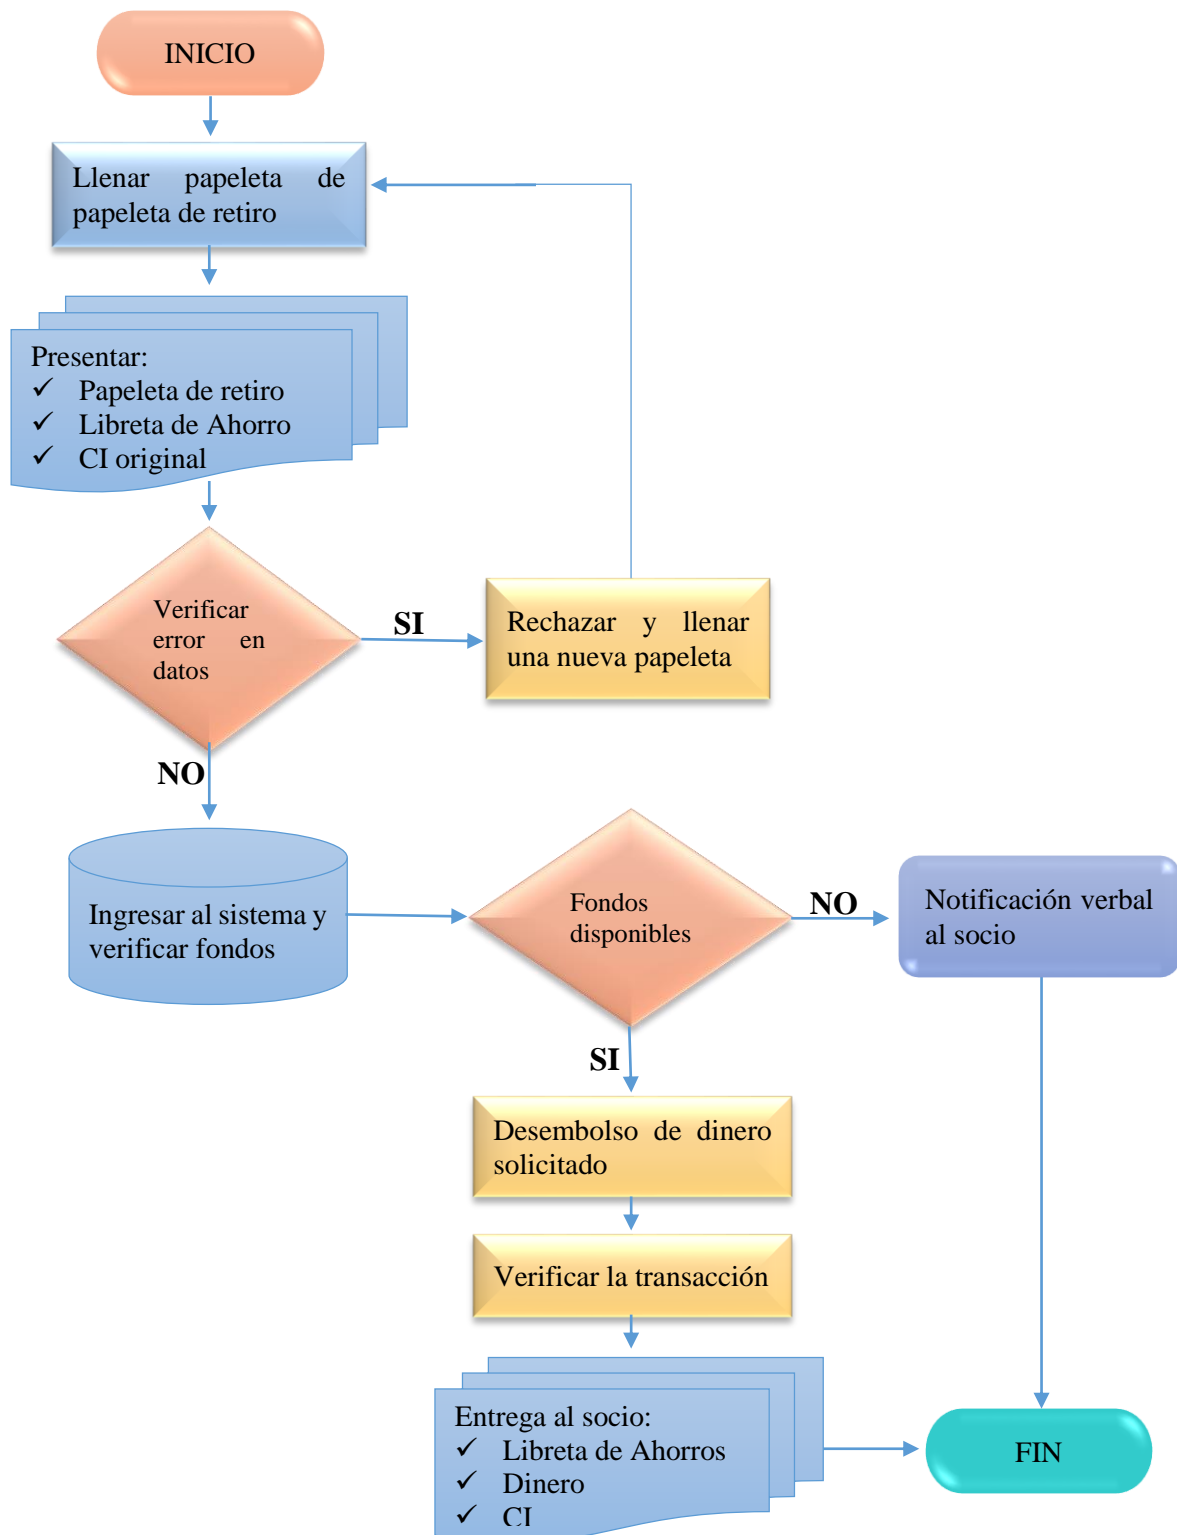 INICIO
Llenar papeleta de
papeleta de retiro
Presentar:
✓ Papeleta de retiro
✓ Libreta de Ahorro
✓ CI original
Verificar
error en
datos
SI
Rechazar y llenar
una nueva papeleta
NO
Ingresar al sistema y
verificar fondos
Fondos
disponibles
NO
Notificación verbal
al socio
SI
Desembolso de dinero
solicitado
Verificar la transacción
Entrega al socio:
✓ Libreta de Ahorros
✓ Dinero
✓ CI
FIN